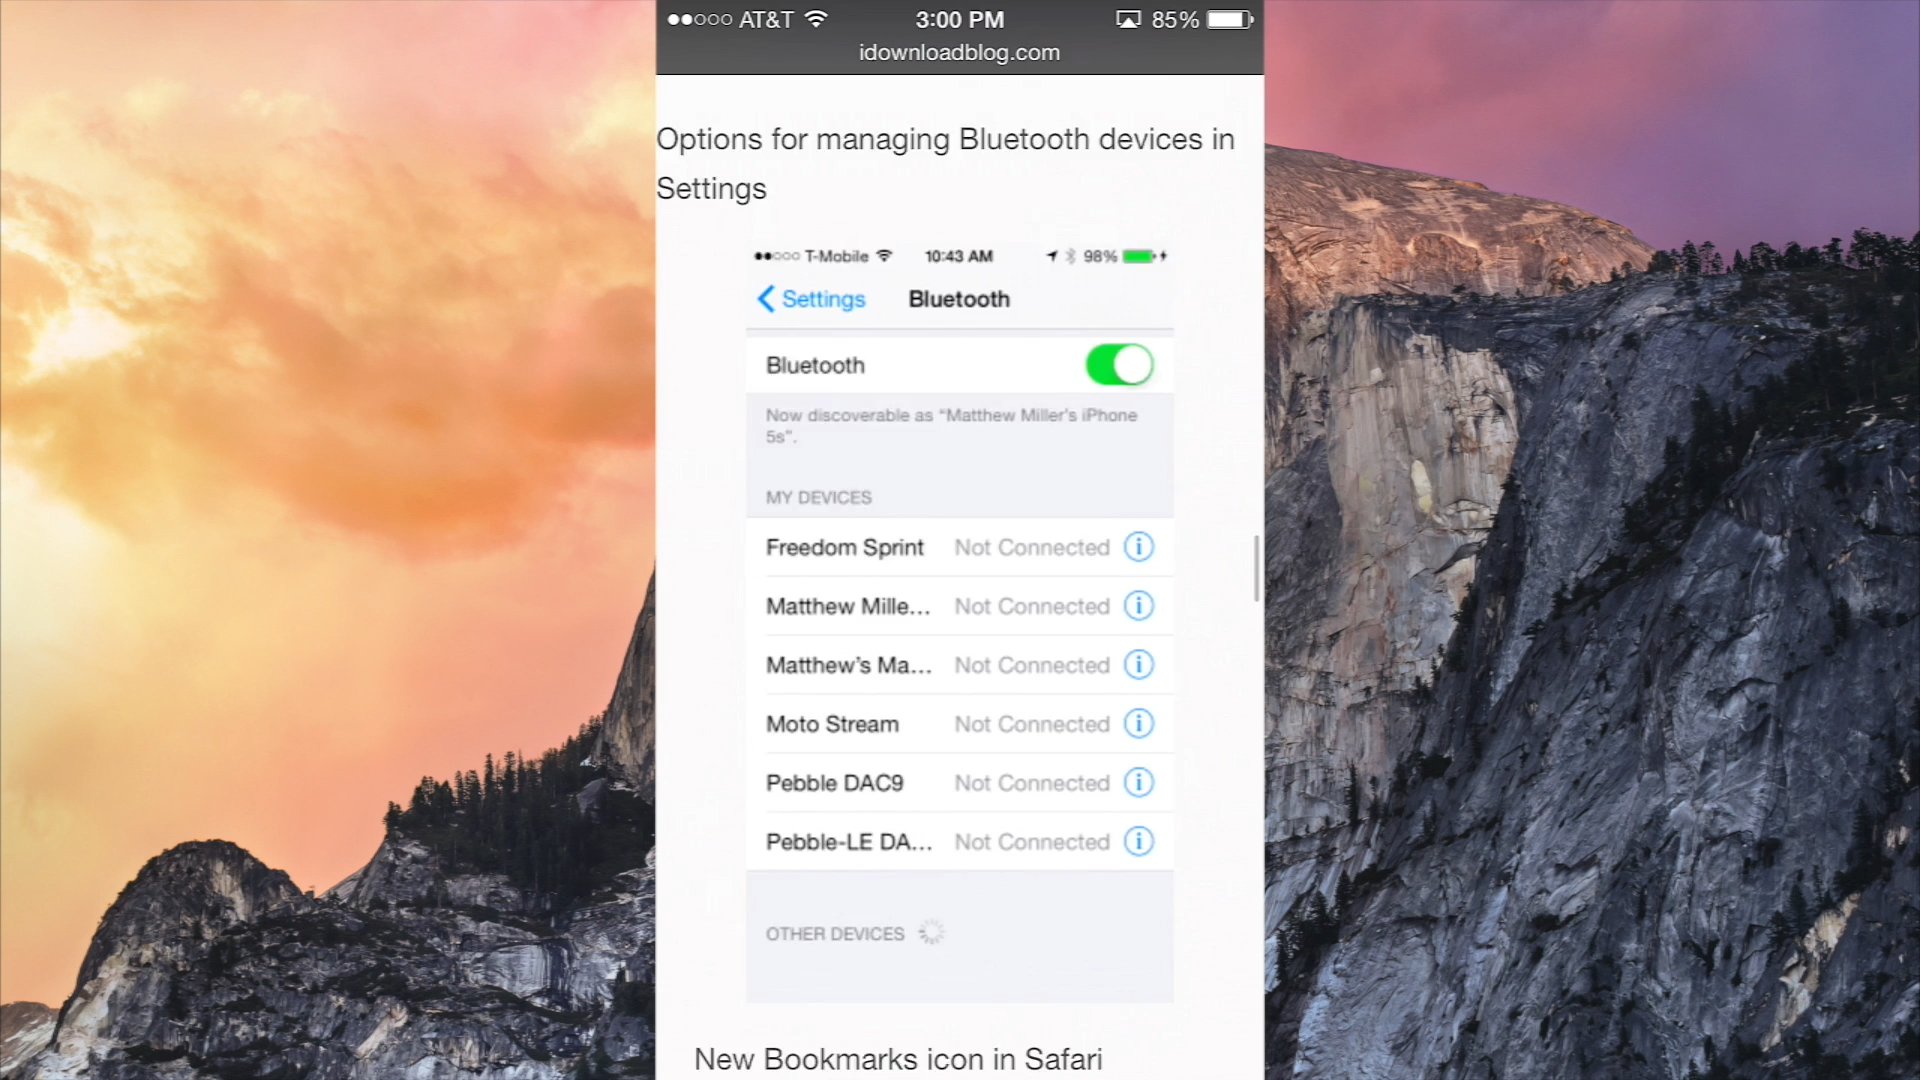 AT&T 3:00 PM 85%
idownloadblog.com
Options for managing Bluetooth devices in
Settings
T-Mobile 10:43 AM 98%
Settings Bluetooth
Bluetooth
Now discoverable as “Matthew Miller’s iPhone
5s”.
MY DEVICES
Freedom Sprint Not Connected
Matthew Mille... Not Connected
Matthew’s Ma... Not Connected
Moto Stream Not Connected
Pebble DAC9 Not Connected
Pebble-LE DA... Not Connected
OTHER DEVICES
New Bookmarks icon in Safari